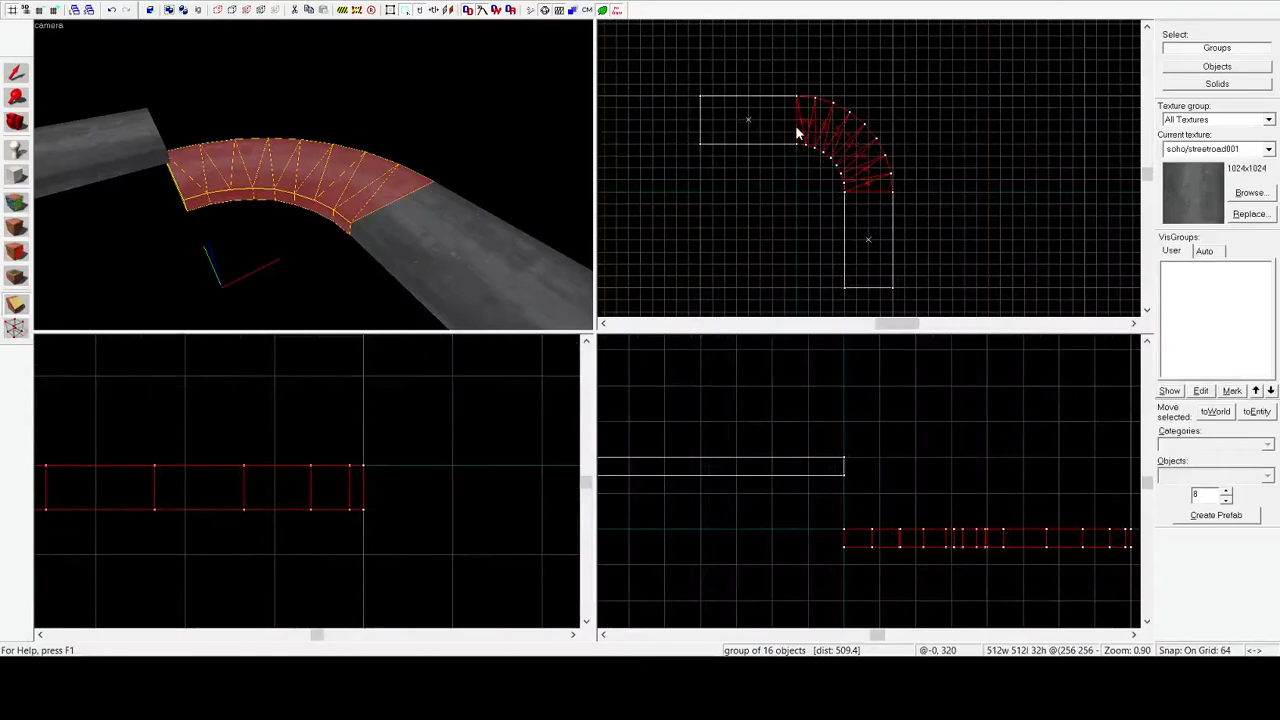 CM
camera
Select:
Groups
Objects
Solids
Texture group:
All Textures
Current texture:
soho/streetroad001
1024x1024
Browse...
Replace...
VisGroups:
User Auto
Show Edit Mark
Move selected: toWorld toEntity
Categories:
Objects:
8
Create Prefab
For Help, press F1 group of 16 objects [dist: 509.4] @-0, 320 512w 512l 32h @(256 256 - Zoom: 0.90 Snap: On Grid: 64 <->